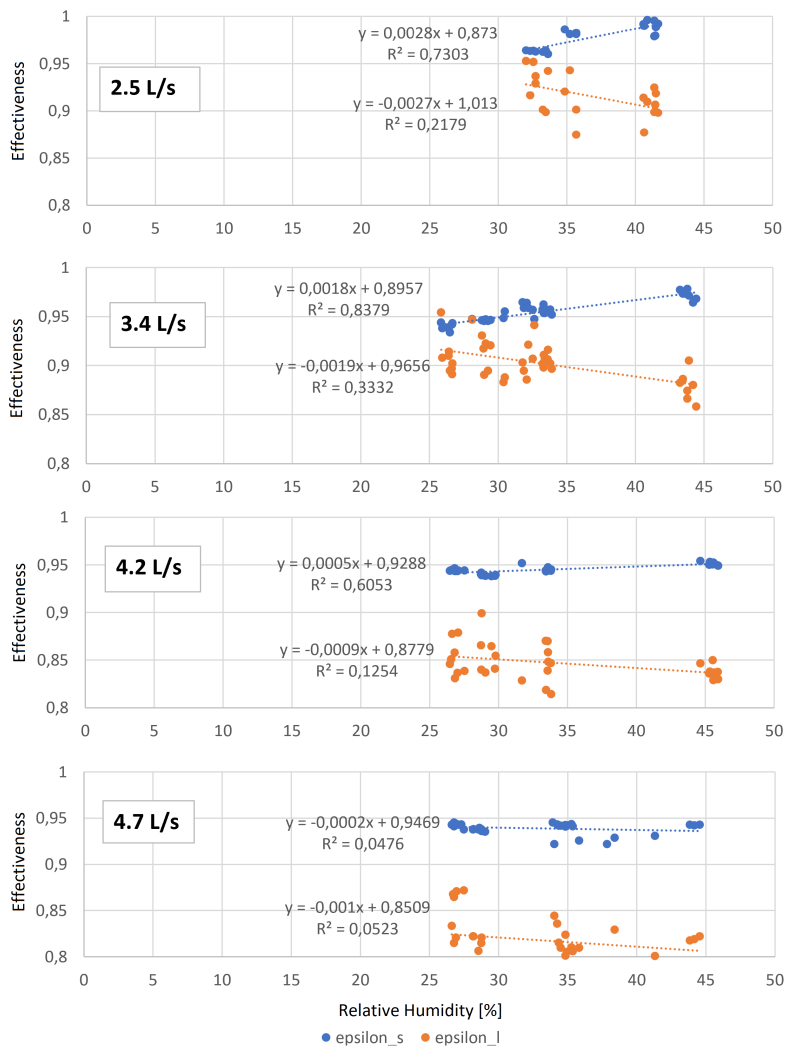 1
y = 0,0028x + 0,873
R² = 0,7303
0,95
2.5 L/s
Effectiveness
y = -0,0027x + 1,013
R² = 0,2179
0,9
0,85
0,8
0 5 10 15 20 25 30 35 40 45 50
1
y = 0,0018x + 0,8957
R² = 0,8379
0,95
3.4 L/s
Effectiveness
y = -0,0019x + 0,9656
R² = 0,3332
0,9
0,85
0,8
0 5 10 15 20 25 30 35 40 45 50
1
4.2 L/s
y = 0,0005x + 0,9288
R² = 0,6053
0,95
Effectiveness
0,9
y = -0,0009x + 0,8779
R² = 0,1254
0,85
0,8
0 5 10 15 20 25 30 35 40 45 50
1
4.7 L/s
y = -0,0002x + 0,9469
R² = 0,0476
0,95
Effectiveness
0,9
y = -0,001x + 0,8509
R² = 0,0523
0,85
0,8
0 5 10 15 20 25 30 35 40 45 50
Relative Humidity [%]
epsilon_s epsilon_l